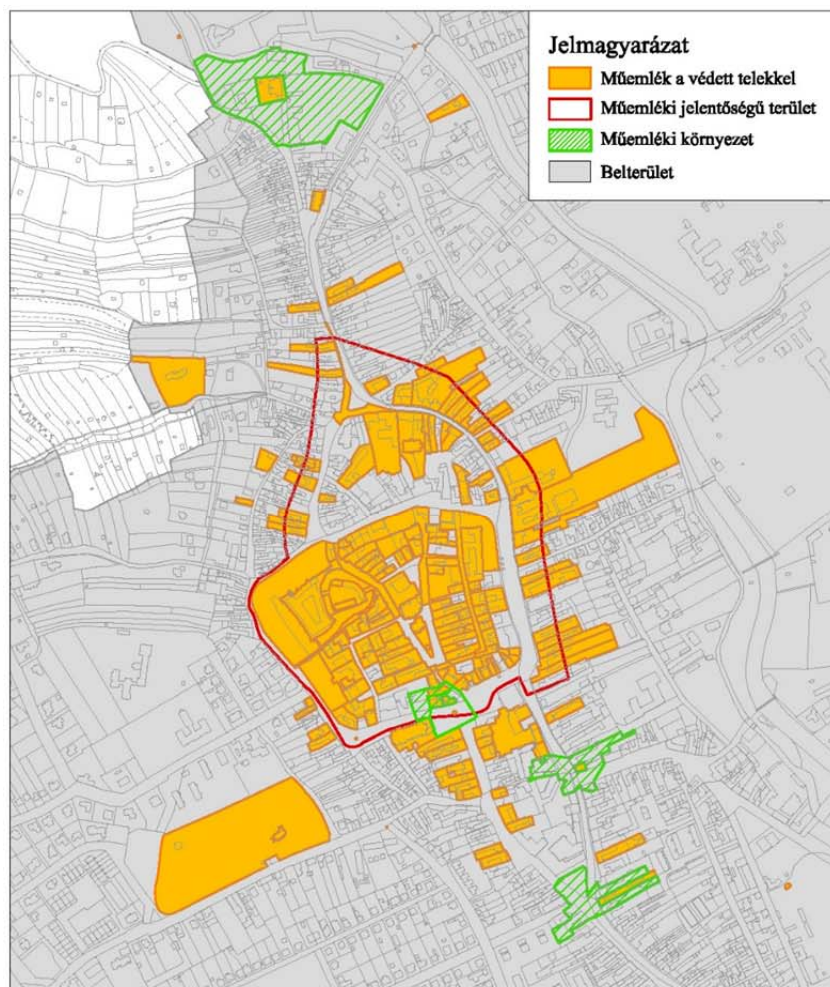 Jelmagyarázat
Műemlék a védett telekkel
Műemléki jelentőségű terület
Műemléki környezet
Belterület